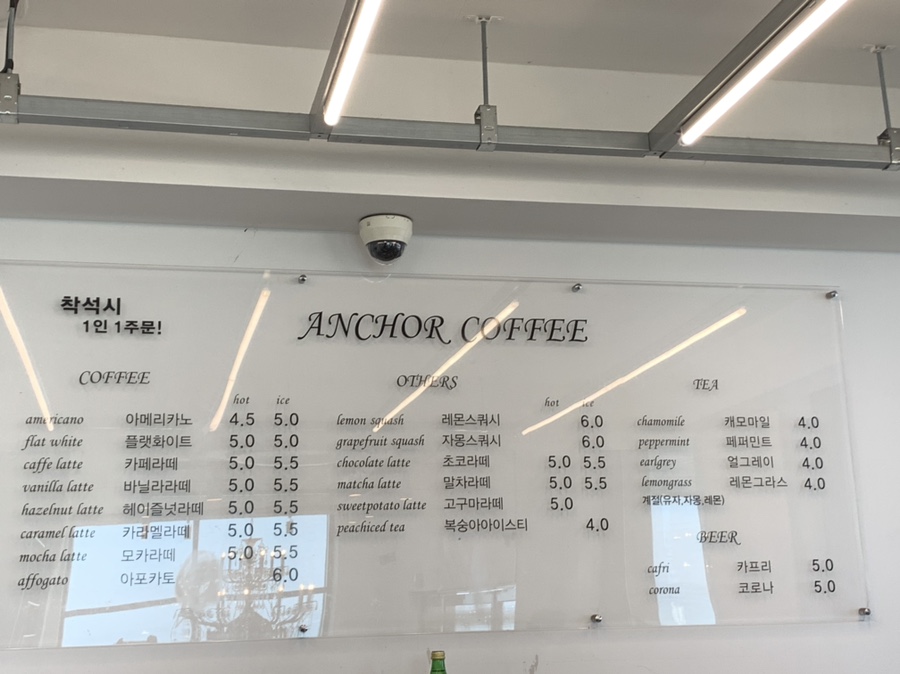 착석시
1인 1주문!
ANCHOR COFFEE
COFFEE
hot ice
americano 아메리카노 4.5 5.0
flat white 플랫화이트 5.0 5.0
caffe latte 카페라떼 5.0 5.5
vanilla latte 바닐라라떼 5.0 5.5
hazelnut latte 헤이즐넛라떼 5.0 5.5
caramel latte 카라멜라떼 5.0 5.5
mocha latte 모카라떼 5.0 5.5
affogato 아포카토 6.0
OTHERS
hot ice
lemon squash 레몬스쿼시 6.0
grapefruit squash 자몽스쿼시 6.0
chocolate latte 초코라떼 5.0 5.5
matcha latte 말차라떼 5.0 5.5
sweetpotato latte 고구마라떼 5.0
peachiced tea 복숭아아이스티 4.0
TEA
chamomile 캐모마일 4.0
peppermint 페퍼민트 4.0
earlgrey 얼그레이 4.0
lemongrass 레몬그라스 4.0
계절(유자,자몽,레몬)
BEER
cafri 카프리 5.0
corona 코로나 5.0